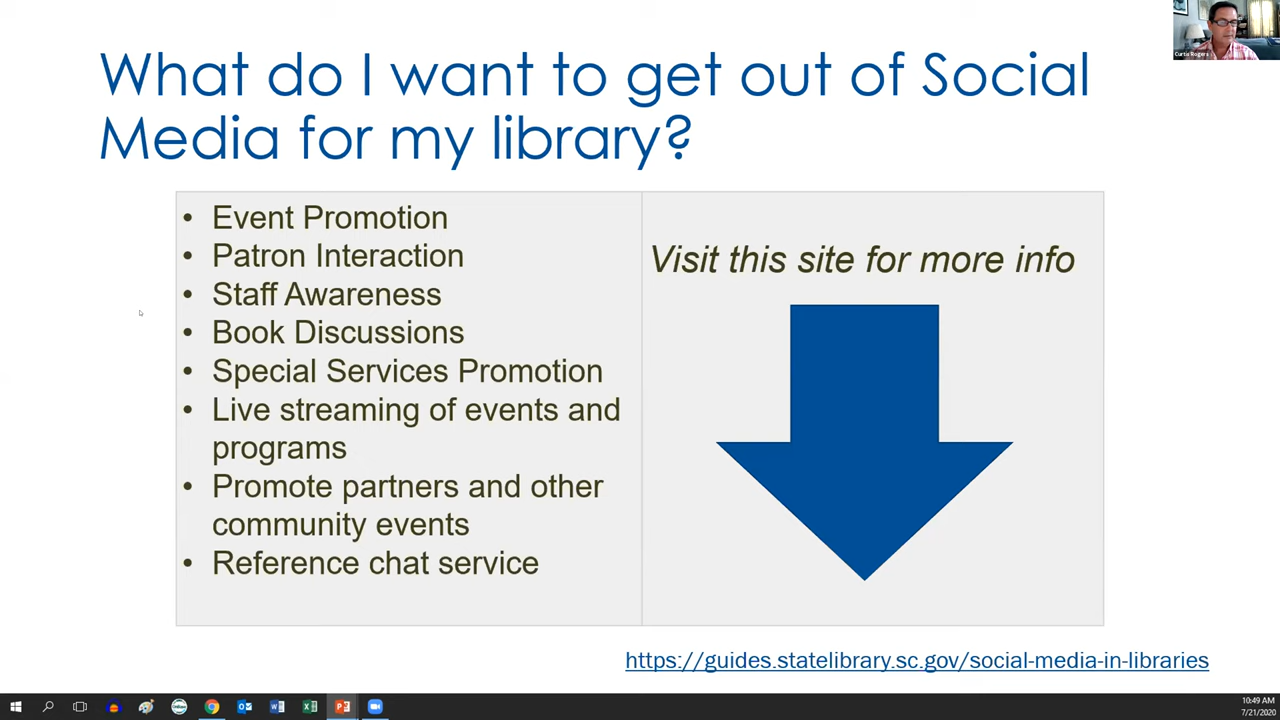 What do I want to get out of Social
Media for my library?
• Event Promotion
• Patron Interaction
• Staff Awareness
• Book Discussions
• Special Services Promotion
• Live streaming of events and
programs
• Promote partners and other
community events
• Reference chat service
Visit this site for more info
https://guides.statelibrary.sc.gov/social-media-in-libraries
Curtis Rogers
10:49 AM
7/21/2020